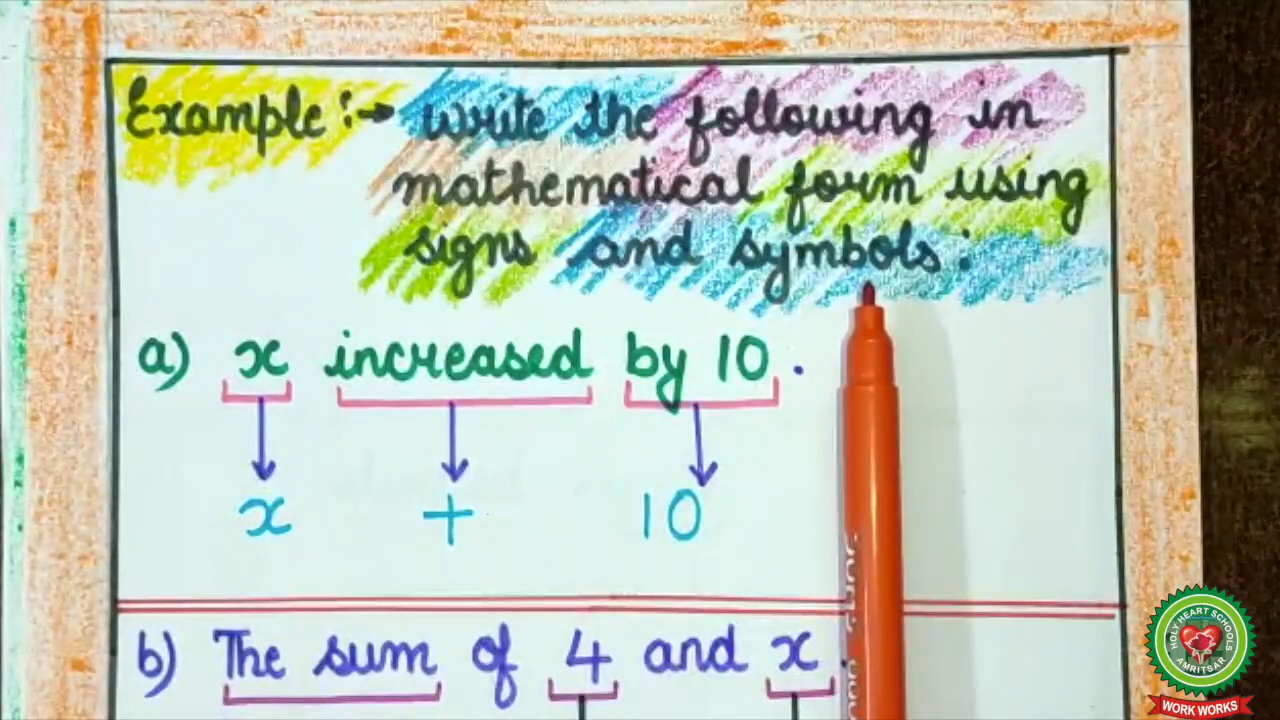 Example :→ Write the following in
mathematical form using
signs and symbols :
a) x increased by 10 .
x + 10
b) The sum of 4 and x .
HOLY HEART SCHOOLS
AMRITSAR
WORK WORKS